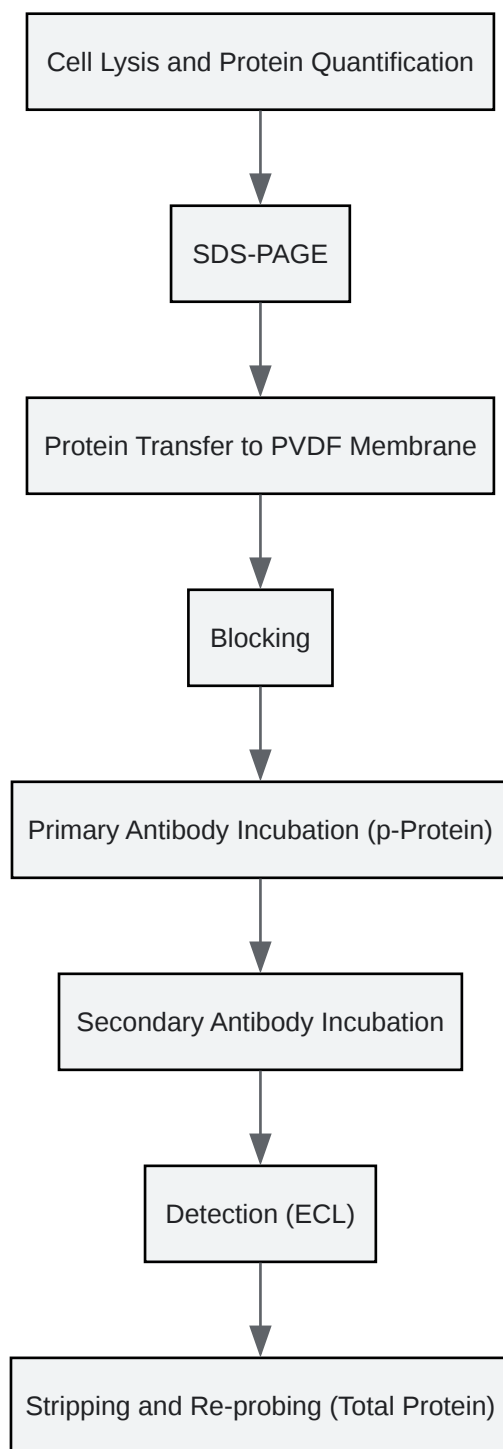 Cell Lysis and Protein Quantification
SDS-PAGE
Protein Transfer to PVDF Membrane
Blocking
Primary Antibody Incubation (p-Protein)
Secondary Antibody Incubation
Detection (ECL)
Stripping and Re-probing (Total Protein)